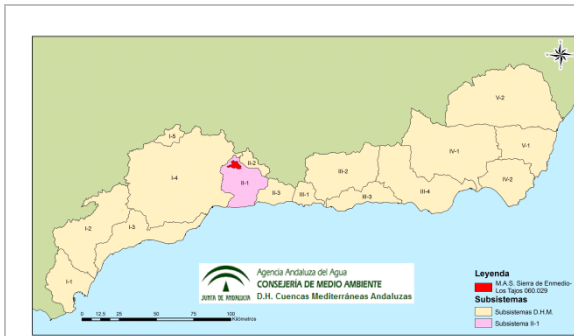 V-2
I-5
IV-1
V-1
II-2
I-4
III-2
II-1
IV-2
II-3
III-1
III-3
III-4
I-2
I-3
I-1
Agencia Andaluza del Agua
CONSEJERÍA DE MEDIO AMBIENTE
JUNTA DE ANDALUCIA
D.H. Cuencas Mediterráneas Andaluzas
0 12,5 25 50 75 100
Kilómetros
Leyenda
M.A.S. Sierra de Enmedio-
Los Tajos 060.029
Subsistemas
Subsistemas D.H.M.
Subsistema II-1